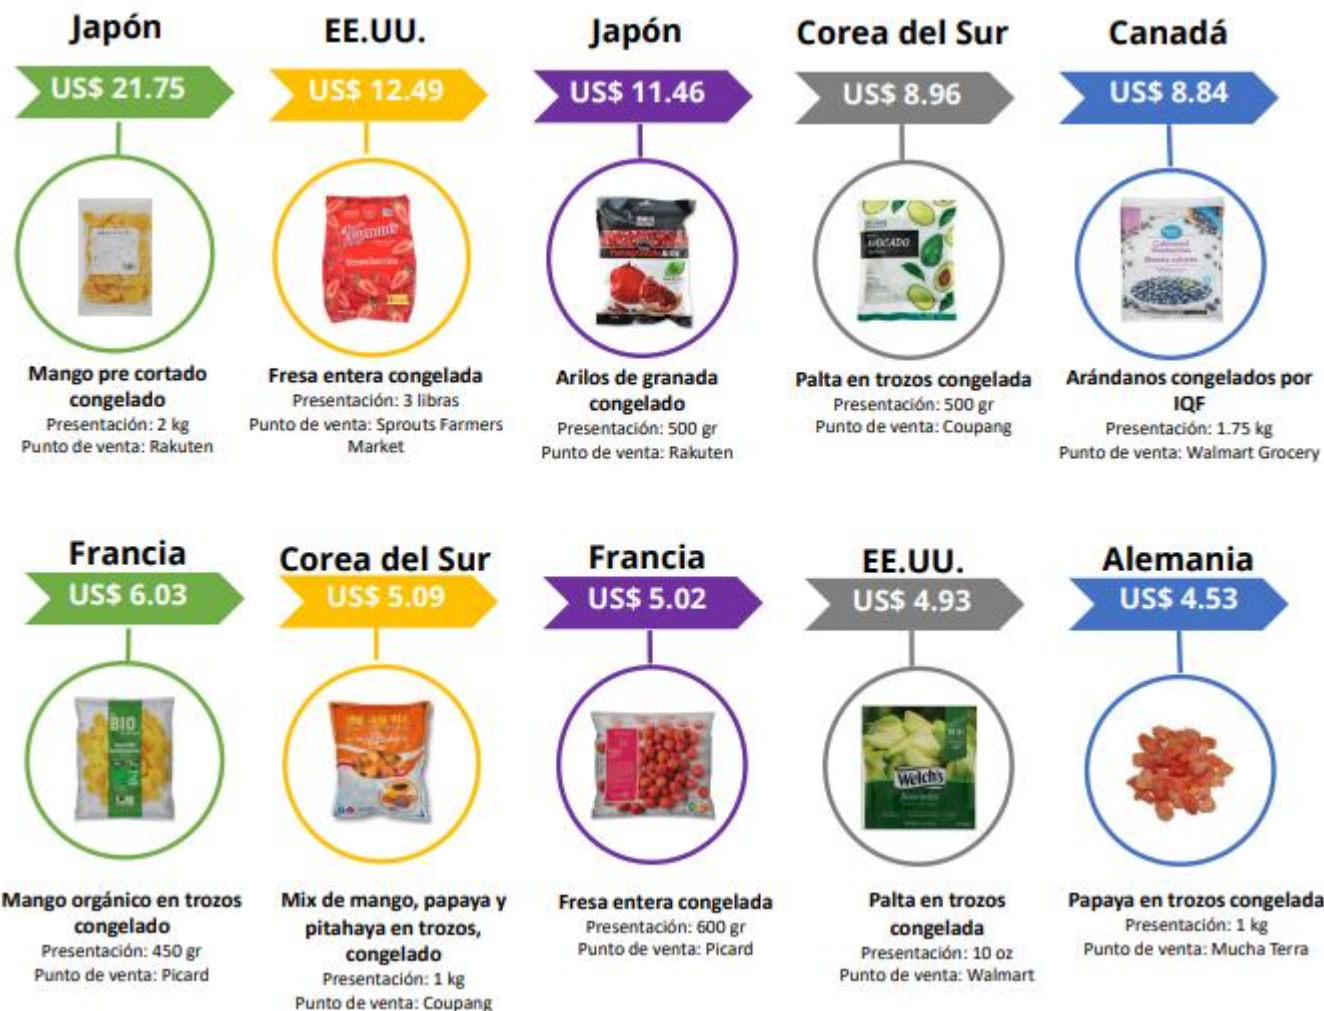 Japón
US$ 21.75
Mango pre cortado
congelado
Presentación: 2 kg
Punto de venta: Rakuten
EE.UU.
US$ 12.49
Fresa entera congelada
Presentación: 3 libras
Punto de venta: Sprouts Farmers
Market
Japón
US$ 11.46
Arilos de granada
congelado
Presentación: 500 gr
Punto de venta: Rakuten
Corea del Sur
US$ 8.96
AVOCADO
Palta en trozos congelada
Presentación: 500 gr
Punto de venta: Coupang
Canadá
US$ 8.84
Arándanos congelados por
IQF
Presentación: 1.75 kg
Punto de venta: Walmart Grocery
Francia
US$ 6.03
BIO
Mango orgánico en trozos
congelado
Presentación: 450 gr
Punto de venta: Picard
Corea del Sur
US$ 5.09
Mix de mango, papaya y
pitahaya en trozos,
congelado
Presentación: 1 kg
Punto de venta: Coupang
Francia
US$ 5.02
Fresa entera congelada
Presentación: 600 gr
Punto de venta: Picard
EE.UU.
US$ 4.93
Welch's
Palta en trozos
congelada
Presentación: 10 oz
Punto de venta: Walmart
Alemania
US$ 4.53
Papaya en trozos congelada
Presentación: 1 kg
Punto de venta: Mucha Terra